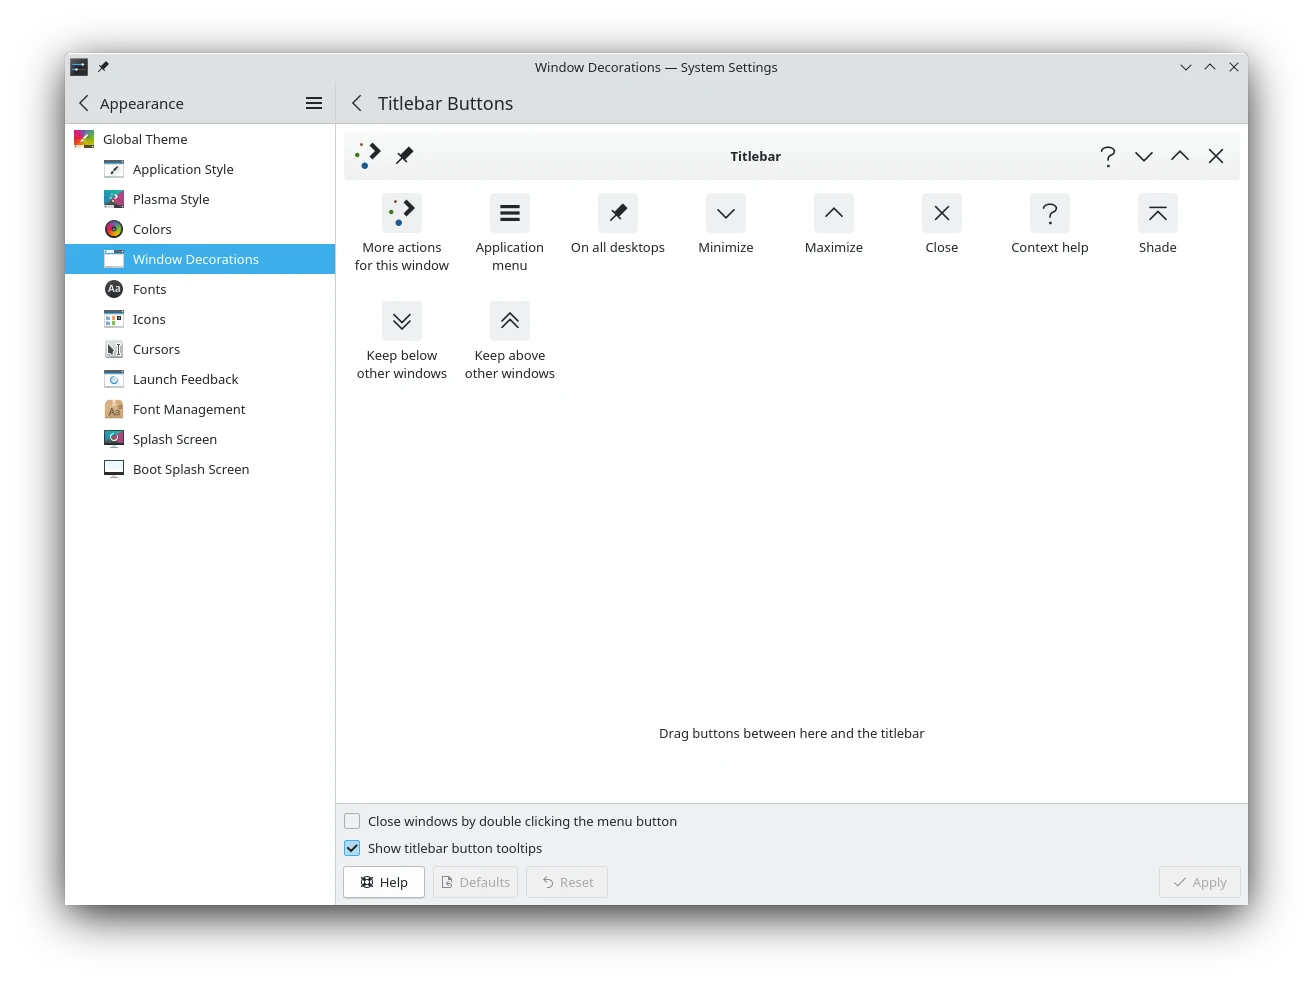 Window Decorations — System Settings
Appearance
Titlebar Buttons
Global Theme
Application Style
Plasma Style
Colors
Window Decorations
Aa
Fonts
Icons
Cursors
Launch Feedback
Aa
Font Management
Splash Screen
Boot Splash Screen
Titlebar
More actions
for this window
Application
menu
On all desktops
Minimize
Maximize
Close
Context help
Shade
Keep below
other windows
Keep above
other windows
Drag buttons between here and the titlebar
Close windows by double clicking the menu button
Show titlebar button tooltips
Help
Defaults
Reset
Apply